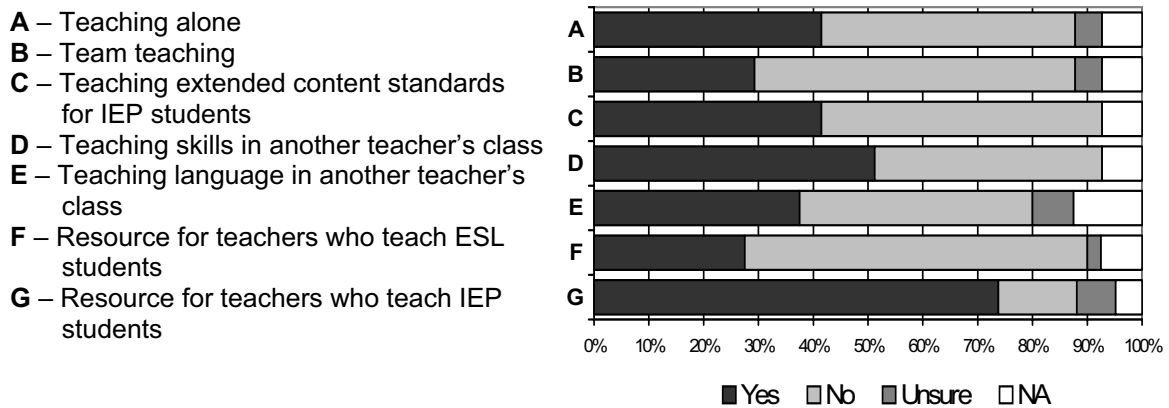 A – Teaching alone
B – Team teaching
C – Teaching extended content standards
for IEP students
D – Teaching skills in another teacher’s class
E – Teaching language in another teacher’s
class
F – Resource for teachers who teach ESL
students
G – Resource for teachers who teach IEP
students
A
B
C
D
E
F
G
0% 10% 20% 30% 40% 50% 60% 70% 80% 90% 100%
Yes No Unsure NA